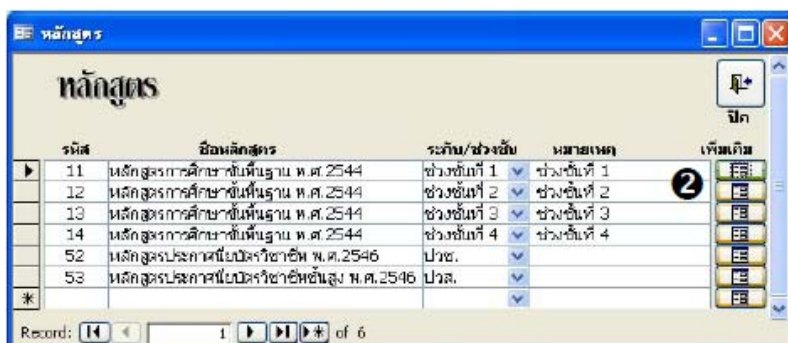 หลักสูตร
หลักสูตร
ปิด
รหัส ชื่อหลักสูตร ระดับ/ช่วงชั้น หมายเหตุ เพิ่มเติม
11 หลักสูตรการศึกษาขั้นพื้นฐาน พ.ศ.2544 ช่วงชั้นที่ 1 ช่วงชั้นที่ 1
12 หลักสูตรการศึกษาขั้นพื้นฐาน พ.ศ.2544 ช่วงชั้นที่ 2 ช่วงชั้นที่ 2 2
13 หลักสูตรการศึกษาขั้นพื้นฐาน พ.ศ.2544 ช่วงชั้นที่ 3 ช่วงชั้นที่ 3
14 หลักสูตรการศึกษาขั้นพื้นฐาน พ.ศ.2544 ช่วงชั้นที่ 4 ช่วงชั้นที่ 4
52 หลักสูตรประกาศนียบัตรวิชาชีพ พ.ศ.2546 ปวช.
53 หลักสูตรประกาศนียบัตรวิชาชีพชั้นสูง พ.ศ.2546 ปวส.
Record: 1 of 6